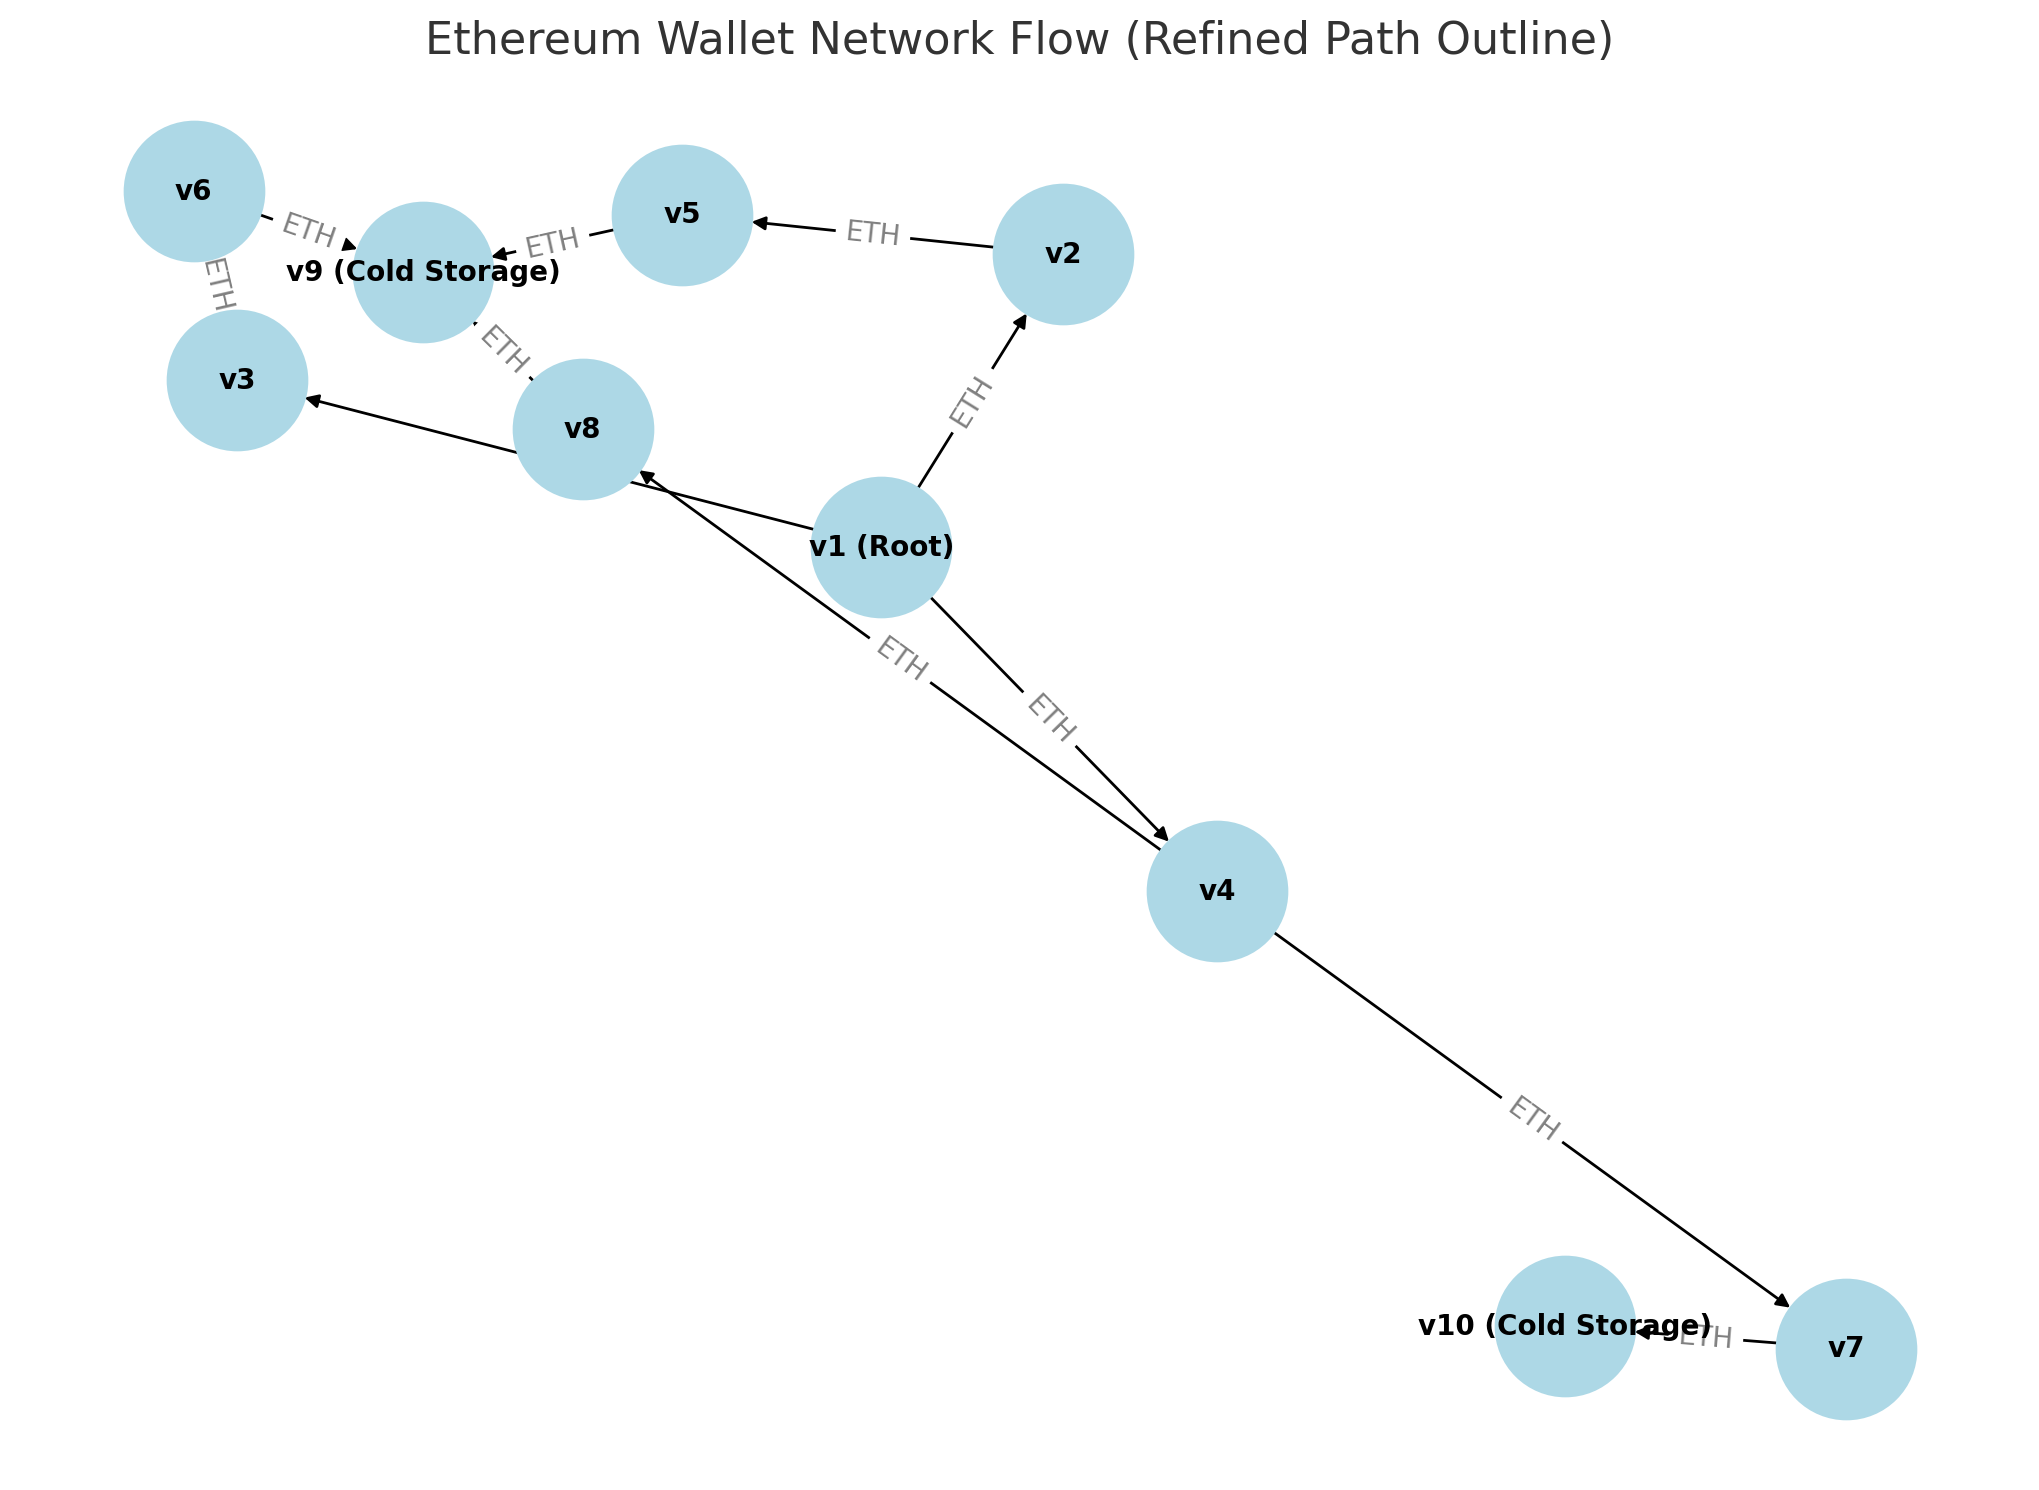 Ethereum Wallet Network Flow (Refined Path Outline)
v6
v5
ETH
ETH
ETH
v2
v9 (Cold Storage)
ETH
v3
ETH
v8
ETH
v1 (Root)
ETH
ETH
v4
ETH
v10 (Cold Storage)
ETH
v7